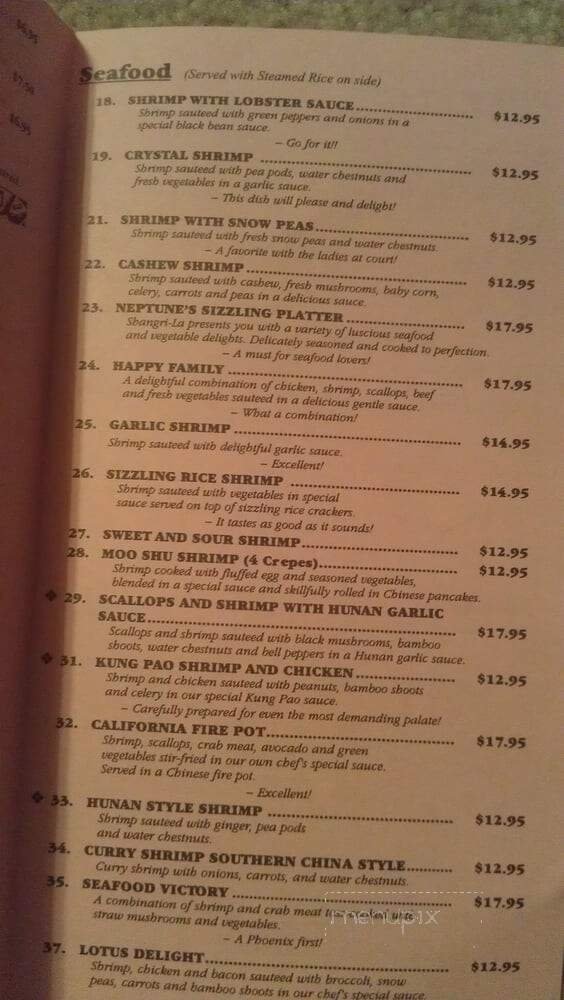 $6.95
$7.50
$6.95
Seafood (Served with Steamed Rice on side)
18. SHRIMP WITH LOBSTER SAUCE.................... $12.95
Shrimp sauteed with green peppers and onions in a
special black bean sauce.
– Go for it!!
19. CRYSTAL SHRIMP .................... $12.95
Shrimp sauteed with pea pods, water chestnuts and
fresh vegetables in a garlic sauce.
– This dish will please and delight!
21. SHRIMP WITH SNOW PEAS.................... $12.95
Shrimp sauteed with fresh snow peas and water chestnuts.
– A favorite with the ladies at court!
22. CASHEW SHRIMP .................... $12.95
Shrimp sauteed with cashew, fresh mushrooms, baby corn,
celery, carrots and peas in a delicious sauce.
23. NEPTUNE'S SIZZLING PLATTER .................... $17.95
Shangri-La presents you with a variety of luscious seafood
and vegetable delights. Delicately seasoned and cooked to perfection.
– A must for seafood lovers!
24. HAPPY FAMILY .................... $17.95
A delightful combination of chicken, shrimp, scallops, beef
and fresh vegetables sauteed in a delicious gentle sauce.
– What a combination!
25. GARLIC SHRIMP .................... $14.95
Shrimp sauteed with delightful garlic sauce.
– Excellent!
26. SIZZLING RICE SHRIMP .................... $14.95
Shrimp sauteed with vegetables in special
sauce served on top of sizzling rice crackers.
– It tastes as good as it sounds!
27. SWEET AND SOUR SHRIMP.................... $12.95
28. MOO SHU SHRIMP (4 Crepes).................... $12.95
Shrimp cooked with fluffed egg and seasoned vegetables,
blended in a special sauce and skillfully rolled in Chinese pancakes.
❖ 29. SCALLOPS AND SHRIMP WITH HUNAN GARLIC
SAUCE.................... $17.95
Scallops and shrimp sauteed with black mushrooms, bamboo
shoots, water chestnuts and bell peppers in a Hunan garlic sauce.
❖ 31. KUNG PAO SHRIMP AND CHICKEN .................... $12.95
Shrimp and chicken sauteed with peanuts, bamboo shoots
and celery in our special Kung Pao sauce.
– Carefully prepared for even the most demanding palate!
32. CALIFORNIA FIRE POT.................... $17.95
Shrimp, scallops, crab meat, avocado and green
vegetables stir-fried in our own chef's special sauce.
Served in a Chinese fire pot.
– Excellent!
❖ 33. HUNAN STYLE SHRIMP .................... $12.95
Shrimp sauteed with ginger, pea pods
and water chestnuts.
34. CURRY SHRIMP SOUTHERN CHINA STYLE.......... $12.95
Curry shrimp with onions, carrots, and water chestnuts.
35. SEAFOOD VICTORY .................... $17.95
A combination of shrimp and crab meat with
straw mushrooms and vegetables.
– A Phoenix first!
37. LOTUS DELIGHT.................... $12.95
Shrimp, chicken and bacon sauteed with broccoli, snow
peas, carrots and bamboo shoots in our chef's special sauce.
menupix